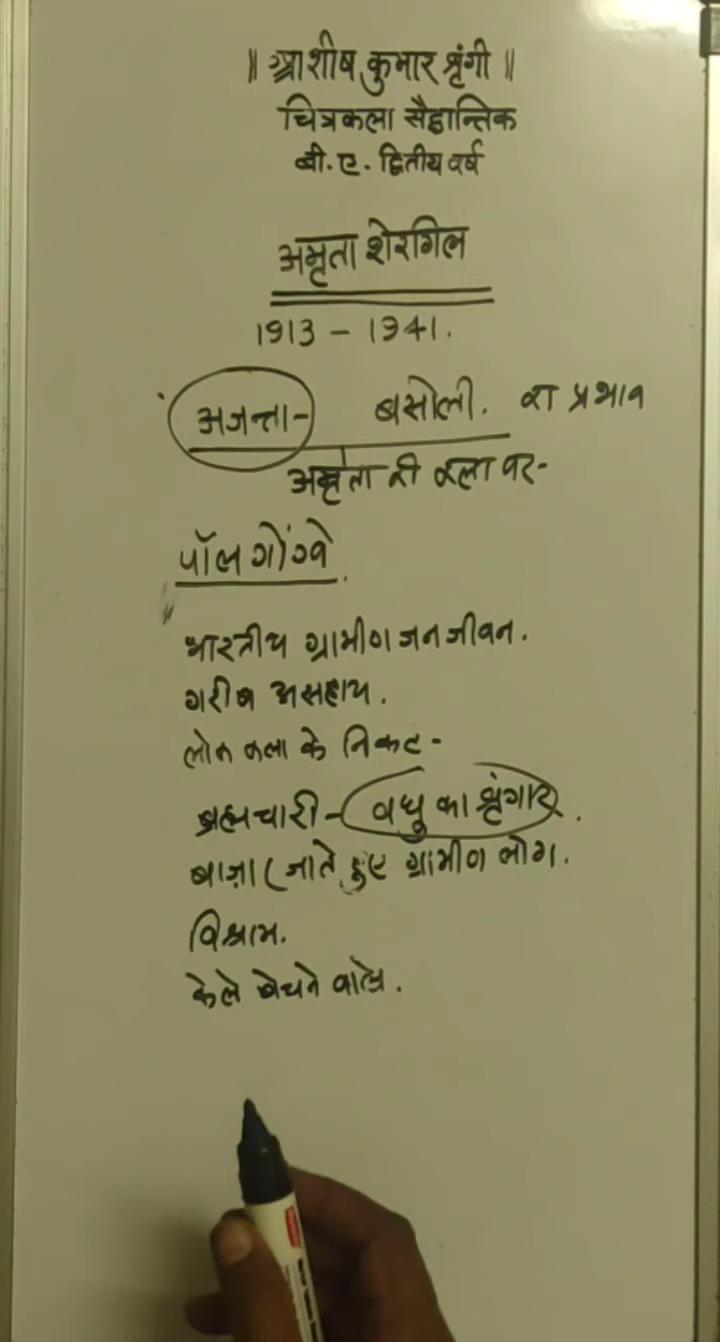 ॥ आशीष कुमार श्रृंगी ॥
चित्रकला सैद्धान्तिक
बी.ए. द्वितीय वर्ष
अमृता शेरगिल
1913 - 1941.
अजन्ता- बसोली. का प्रभाव
अमृता की कला पर-
पॉल गोंग्वे
भारतीय ग्रामीण जन जीवन.
गरीब असहाय.
लोक कला के निकट -
ब्रह्मचारी - वधु का श्रृंगार.
बाज़ार जाते हुए ग्रामीण लोग.
विश्राम.
केले बेचने वाले.